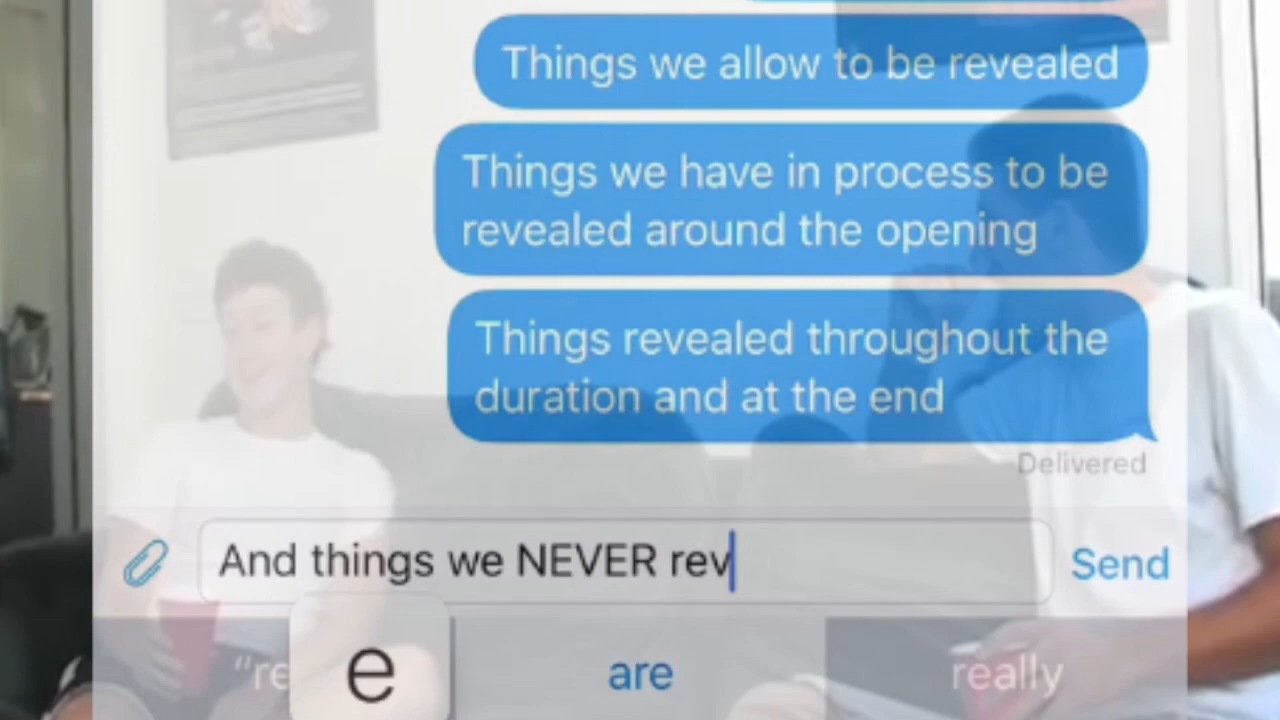 Things we allow to be revealed
Things we have in process to be
revealed around the opening
Things revealed throughout the
duration and at the end
Delivered
And things we NEVER rev
Send
“re
e
are
really